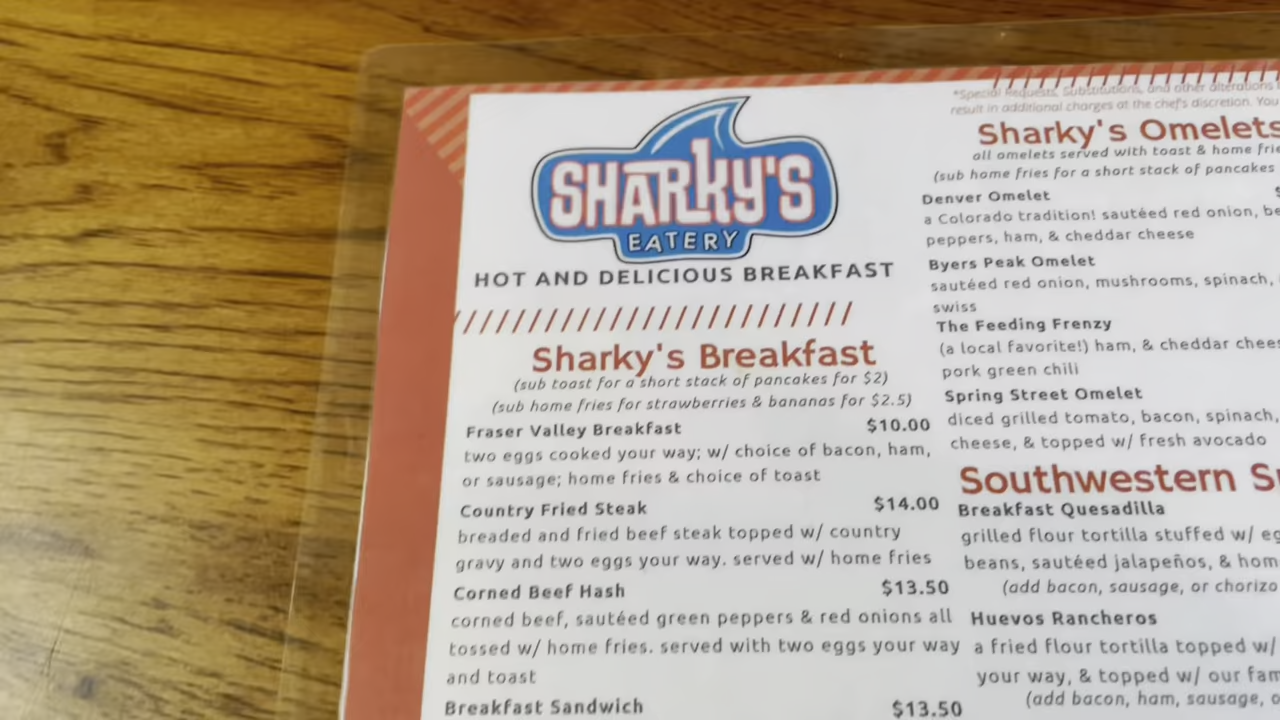 SHARKY'S
EATERY
HOT AND DELICIOUS BREAKFAST
Sharky's Breakfast
(sub toast for a short stack of pancakes for $2)
(sub home fries for strawberries & bananas for $2.5)
Fraser Valley Breakfast $10.00
two eggs cooked your way; w/ choice of bacon, ham,
or sausage; home fries & choice of toast
Country Fried Steak $14.00
breaded and fried beef steak topped w/ country
gravy and two eggs your way. served w/ home fries
Corned Beef Hash $13.50
corned beef, sautéed green peppers & red onions all
tossed w/ home fries. served with two eggs your way
and toast
Breakfast Sandwich $13.50
*Special Requests, Substitutions, and other alterations
result in additional charges at the chef's discretion. You
Sharky's Omelets
all omelets served with toast & home
(sub home fries for a short stack of pancakes
Denver Omelet
a Colorado tradition! sautéed red onion,
peppers, ham, & cheddar cheese
Byers Peak Omelet
sautéed red onion, mushrooms, spinach,
swiss
The Feeding Frenzy
(a local favorite!) ham, & cheddar
pork green chili
Spring Street Omelet
diced grilled tomato, bacon, spinach,
cheese, & topped w/ fresh avocado
Southwestern
Breakfast Quesadilla
grilled flour tortilla stuffed w/
beans, sautéed jalapeños, &
(add bacon, sausage, or chorizo
Huevos Rancheros
a fried flour tortilla topped w/
your way, & topped w/ our
(add bacon, ham, sausage,